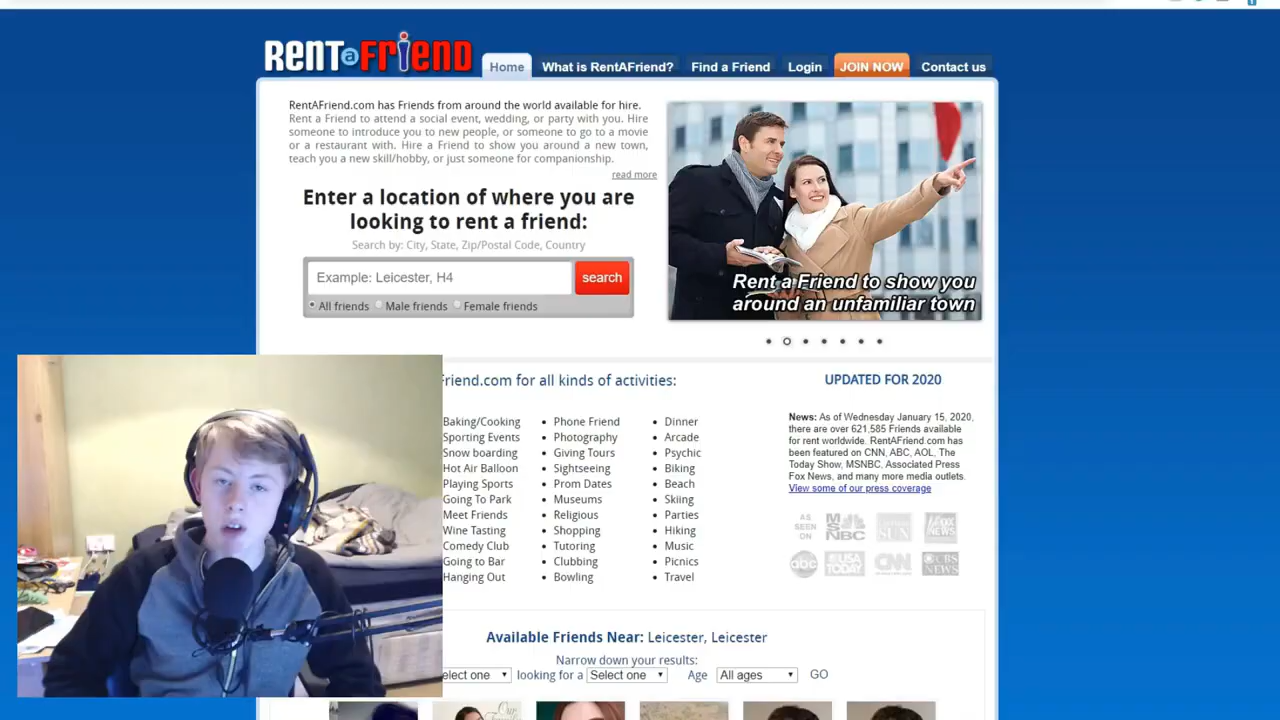 RENT a FRIEND
Home
What is RentAFriend?
Find a Friend
Login
JOIN NOW
Contact us
RentAFriend.com has Friends from around the world available for hire.
Rent a Friend to attend a social event, wedding, or party with you. Hire
someone to introduce you to new people, or someone to go to a movie
or a restaurant with. Hire a Friend to show you around a new town,
teach you a new skill/hobby, or just someone for companionship.
read more
Enter a location of where you are
looking to rent a friend:
Search by: City, State, Zip/Postal Code, Country
Example: Leicester, H4
search
All friends
Male friends
Female friends
Rent a Friend to show you
around an unfamiliar town
Friend.com for all kinds of activities:
Baking/Cooking
Sporting Events
Snow boarding
Hot Air Balloon
Playing Sports
Going To Park
Meet Friends
Wine Tasting
Comedy Club
Going to Bar
Hanging Out
Phone Friend
Photography
Giving Tours
Sightseeing
Prom Dates
Museums
Religious
Shopping
Tutoring
Clubbing
Bowling
Dinner
Arcade
Psychic
Biking
Beach
Skiing
Parties
Hiking
Music
Picnics
Travel
UPDATED FOR 2020
News: As of Wednesday January 15, 2020,
there are over 621,585 Friends available
for rent worldwide. RentAFriend.com has
been featured on CNN, ABC, AOL, The
Today Show, MSNBC, Associated Press
Fox News, and many more media outlets.
View some of our press coverage
AS
SEEN
ON
MSNBC
SUN
FOX
NEWS
abc
USA
TODAY
CNN
CBS
NEWS
Available Friends Near: Leicester, Leicester
Narrow down your results:
elect one
looking for a
Select one
Age
All ages
GO